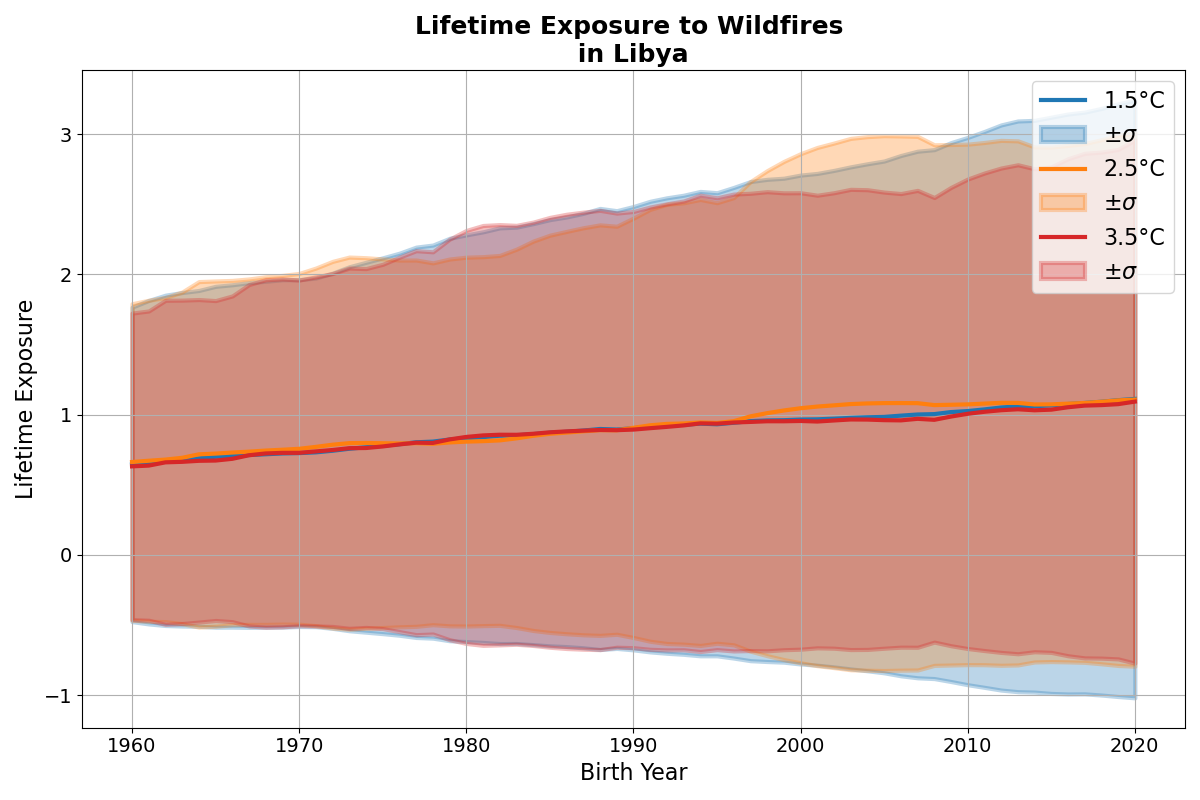 Lifetime Exposure to Wildfires
in Libya
Lifetime Exposure
3
2
1
0
−1
1960 1970 1980 1990 2000 2010 2020
Birth Year
1.5°C
±σ
2.5°C
±σ
3.5°C
±σ